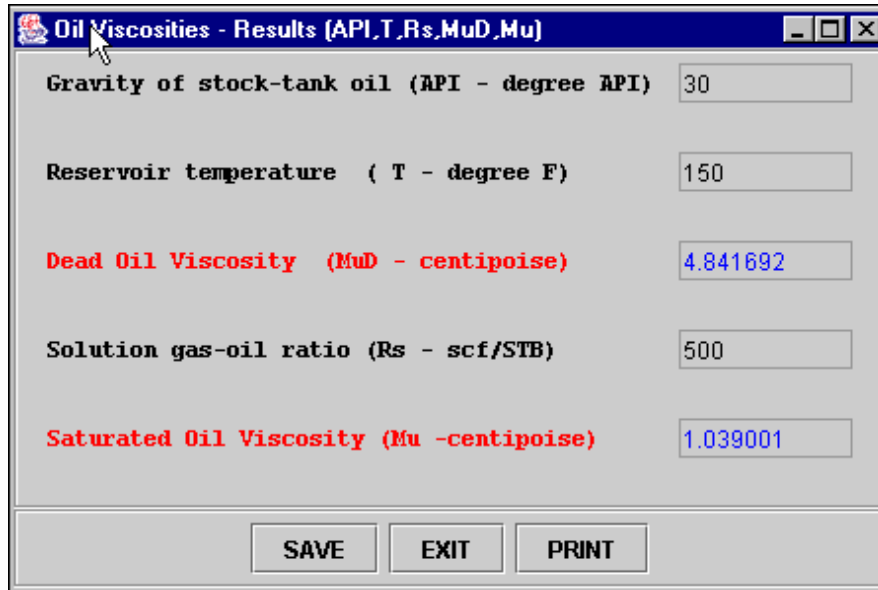 Oil Viscosities - Results (API,T,Rs,MuD,Mu)
Gravity of stock-tank oil (API - degree API) 30
Reservoir temperature ( T - degree F) 150
Dead Oil Viscosity (MuD - centipoise) 4.841692
Solution gas-oil ratio (Rs - scf/STB) 500
Saturated Oil Viscosity (Mu -centipoise) 1.039001
SAVE EXIT PRINT